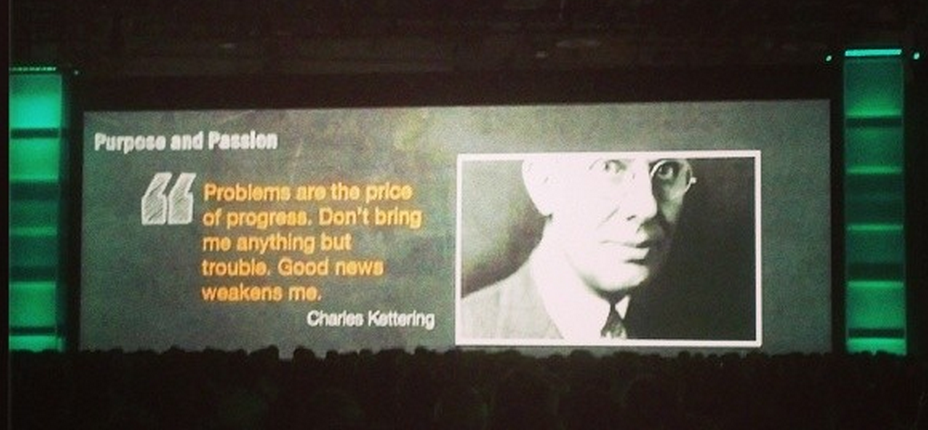 Purpose and Passion
“
Problems are the price
of progress. Don't bring
me anything but
trouble. Good news
weakens me.
Charles Kettering